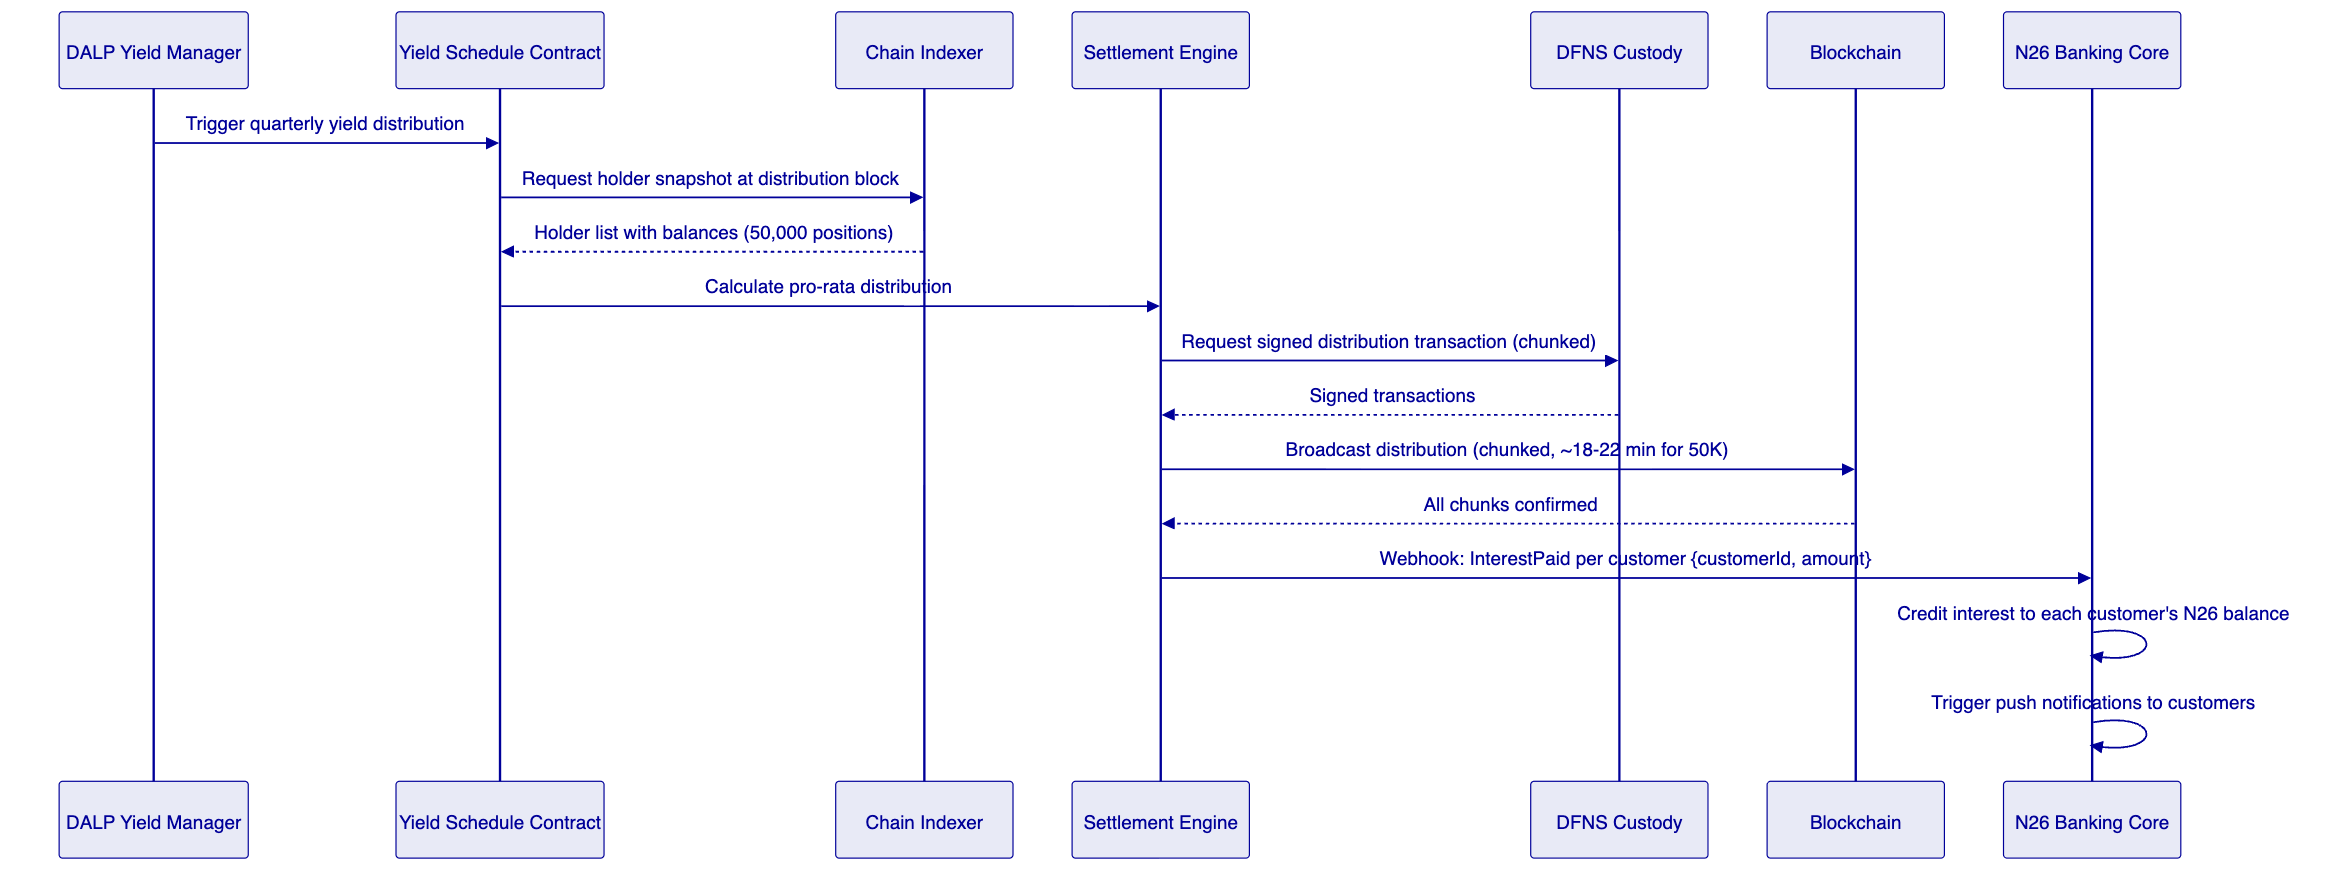 DALP Yield Manager
Yield Schedule Contract
Chain Indexer
Settlement Engine
DFNS Custody
Blockchain
N26 Banking Core
Trigger quarterly yield distribution
Request holder snapshot at distribution block
Holder list with balances (50,000 positions)
Calculate pro-rata distribution
Request signed distribution transaction (chunked)
Signed transactions
Broadcast distribution (chunked, ~18-22 min for 50K)
All chunks confirmed
Webhook: InterestPaid per customer {customerId, amount}
Credit interest to each customer's N26 balance
Trigger push notifications to customers
DALP Yield Manager
Yield Schedule Contract
Chain Indexer
Settlement Engine
DFNS Custody
Blockchain
N26 Banking Core